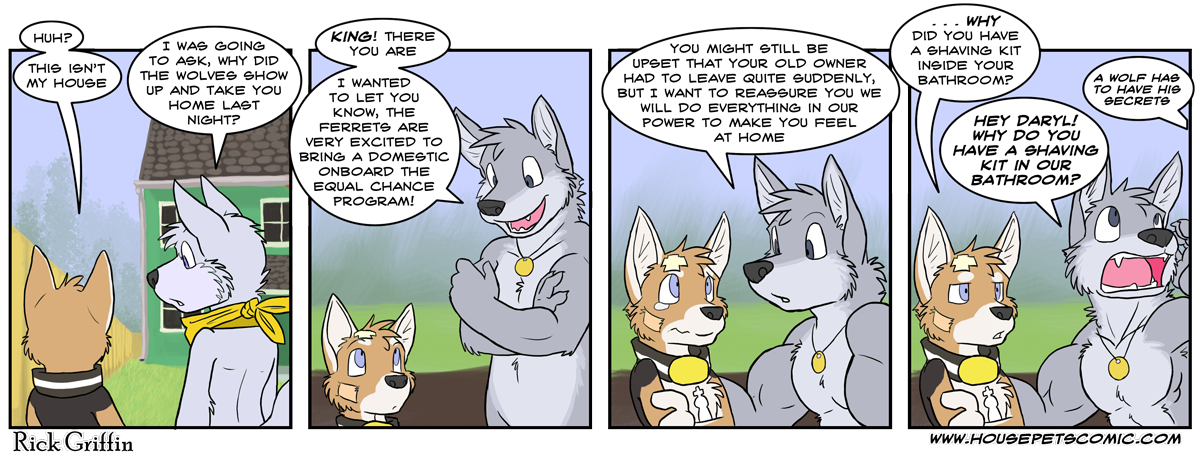 HUH?
THIS ISN'T
MY HOUSE
I WAS GOING
TO ASK, WHY DID
THE WOLVES SHOW
UP AND TAKE YOU
HOME LAST
NIGHT?
KING! THERE
YOU ARE
I WANTED
TO LET YOU
KNOW, THE
FERRETS ARE
VERY EXCITED TO
BRING A DOMESTIC
ONBOARD THE
EQUAL CHANCE
PROGRAM!
YOU MIGHT STILL BE
UPSET THAT YOUR OLD OWNER
HAD TO LEAVE QUITE SUDDENLY,
BUT I WANT TO REASSURE YOU WE
WILL DO EVERYTHING IN OUR
POWER TO MAKE YOU FEEL
AT HOME
. . . WHY
DID YOU HAVE
A SHAVING KIT
INSIDE YOUR
BATHROOM?
HEY DARYL!
WHY DO YOU
HAVE A SHAVING
KIT IN OUR
BATHROOM?
A WOLF HAS
TO HAVE HIS
SECRETS
Rick Griffin
WWW.HOUSEPETSCOMIC.COM